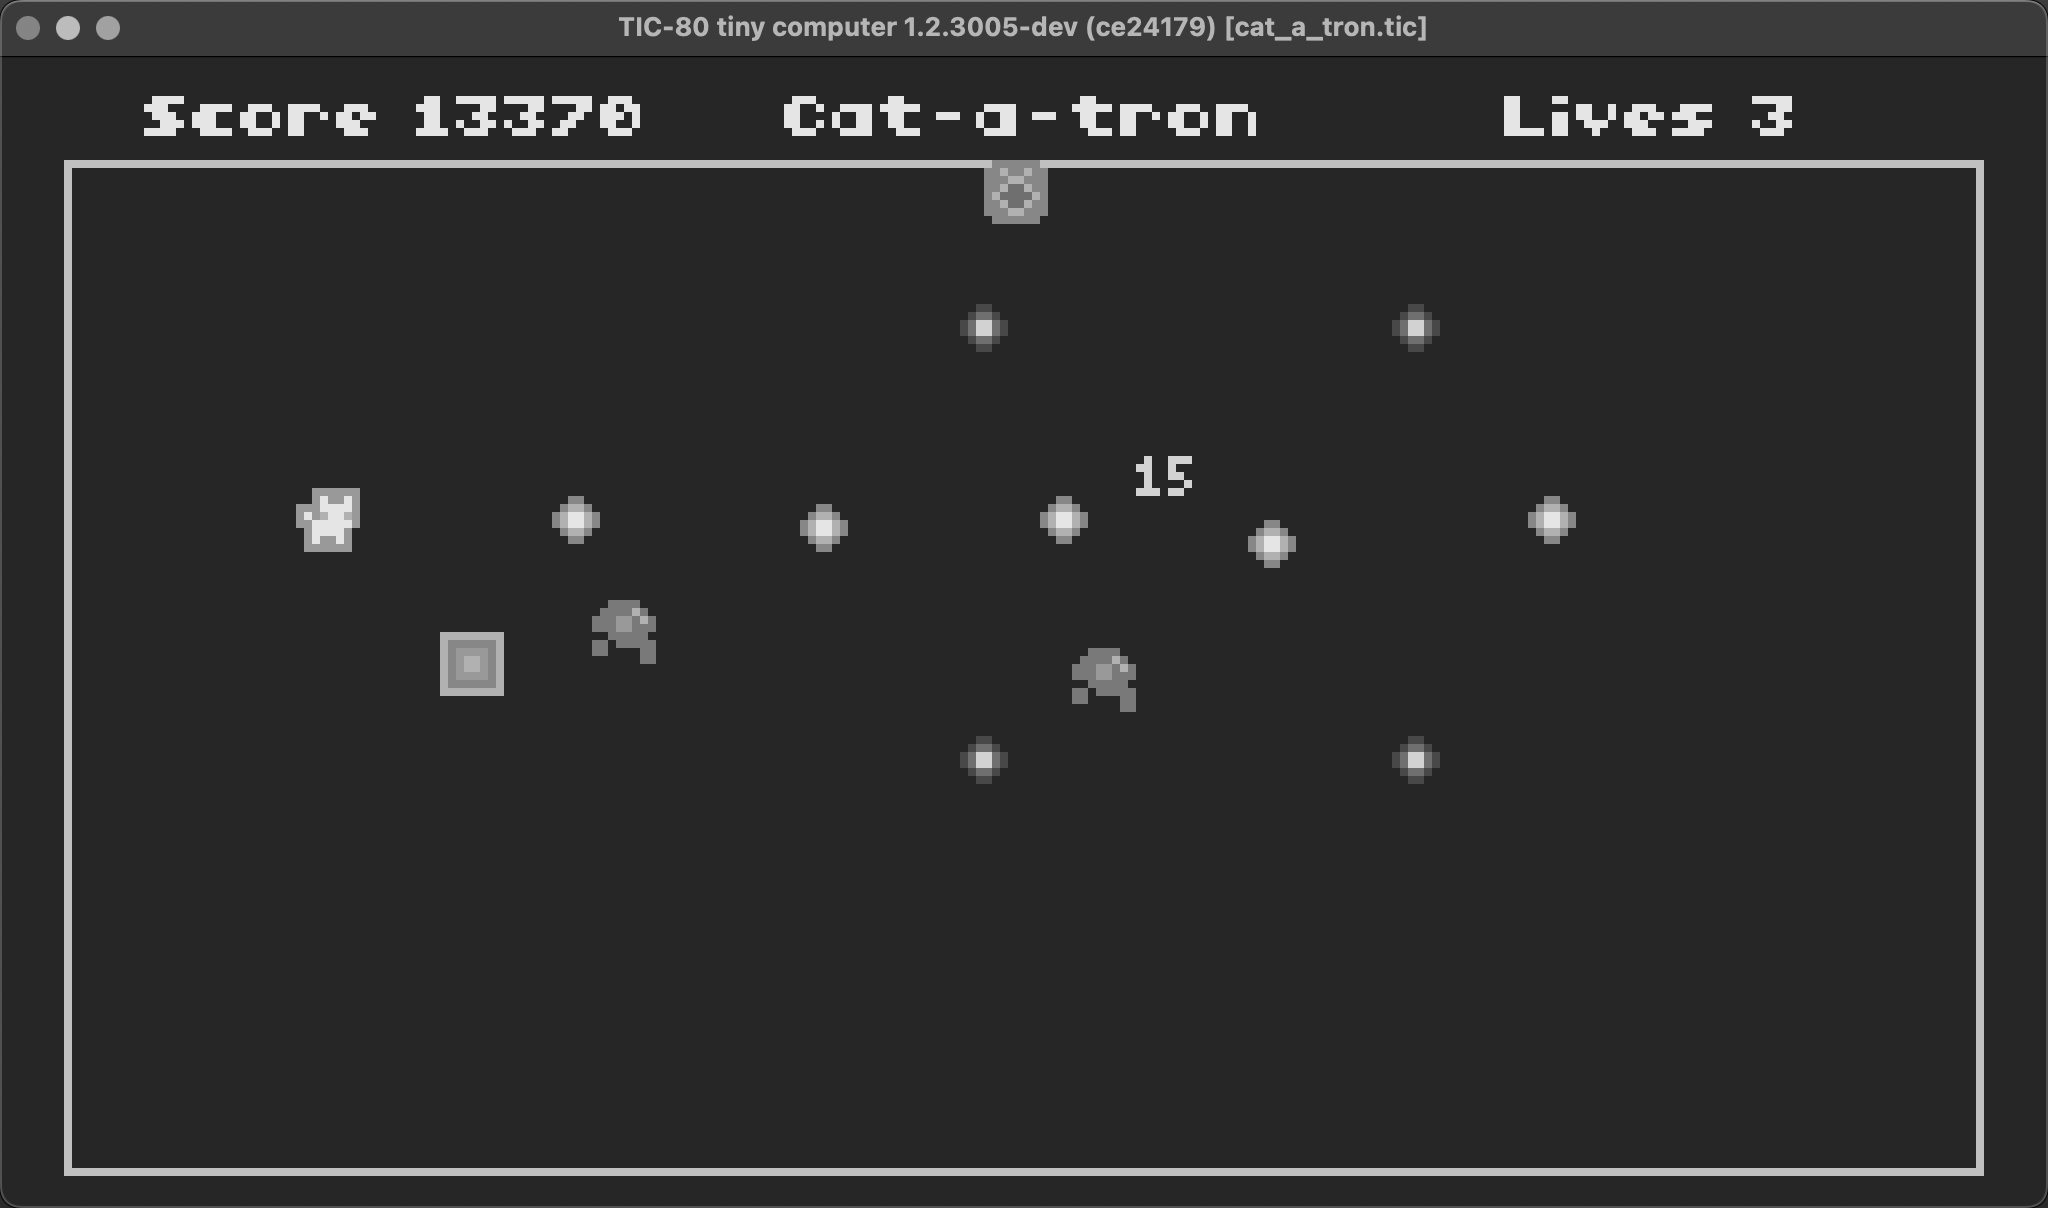 TIC-80 tiny computer 1.2.3005-dev (ce24179) [cat_a_tron.tic]
Score 13370 Cat-a-tron Lives 3
15